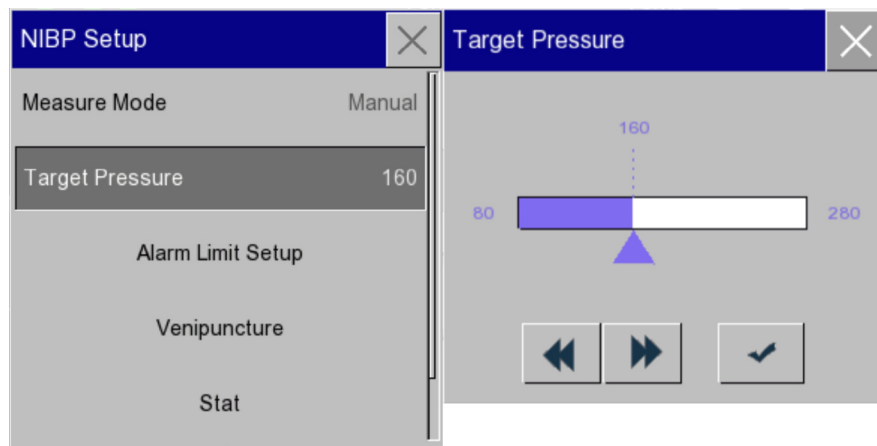 NIBP Setup
Measure Mode Manual
Target Pressure 160
Alarm Limit Setup
Venipuncture
Stat
Target Pressure
160
80 280